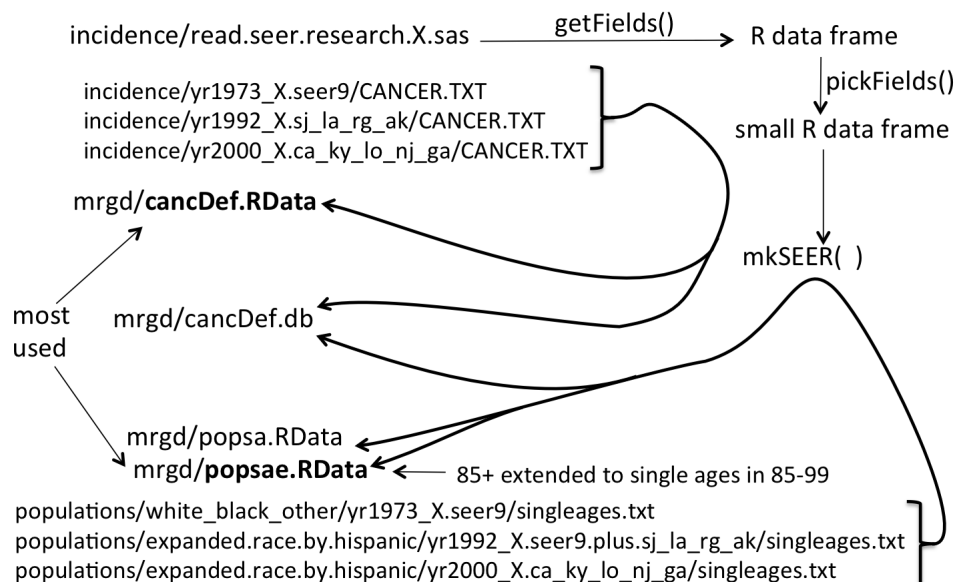 incidence/read.seer.research.X.sas
getFields()
R data frame
pickFields()
small R data frame
mkSEER( )
incidence/yr1973_X.seer9/CANCER.TXT
incidence/yr1992_X.sj_la_rg_ak/CANCER.TXT
incidence/yr2000_X.ca_ky_lo_nj_ga/CANCER.TXT
mrgd/cancDef.RData
most
used
mrgd/cancDef.db
mrgd/popsa.RData
mrgd/popsae.RData
85+ extended to single ages in 85-99
populations/white_black_other/yr1973_X.seer9/singleages.txt
populations/expanded.race.by.hispanic/yr1992_X.seer9.plus.sj_la_rg_ak/singleages.txt
populations/expanded.race.by.hispanic/yr2000_X.ca_ky_lo_nj_ga/singleages.txt